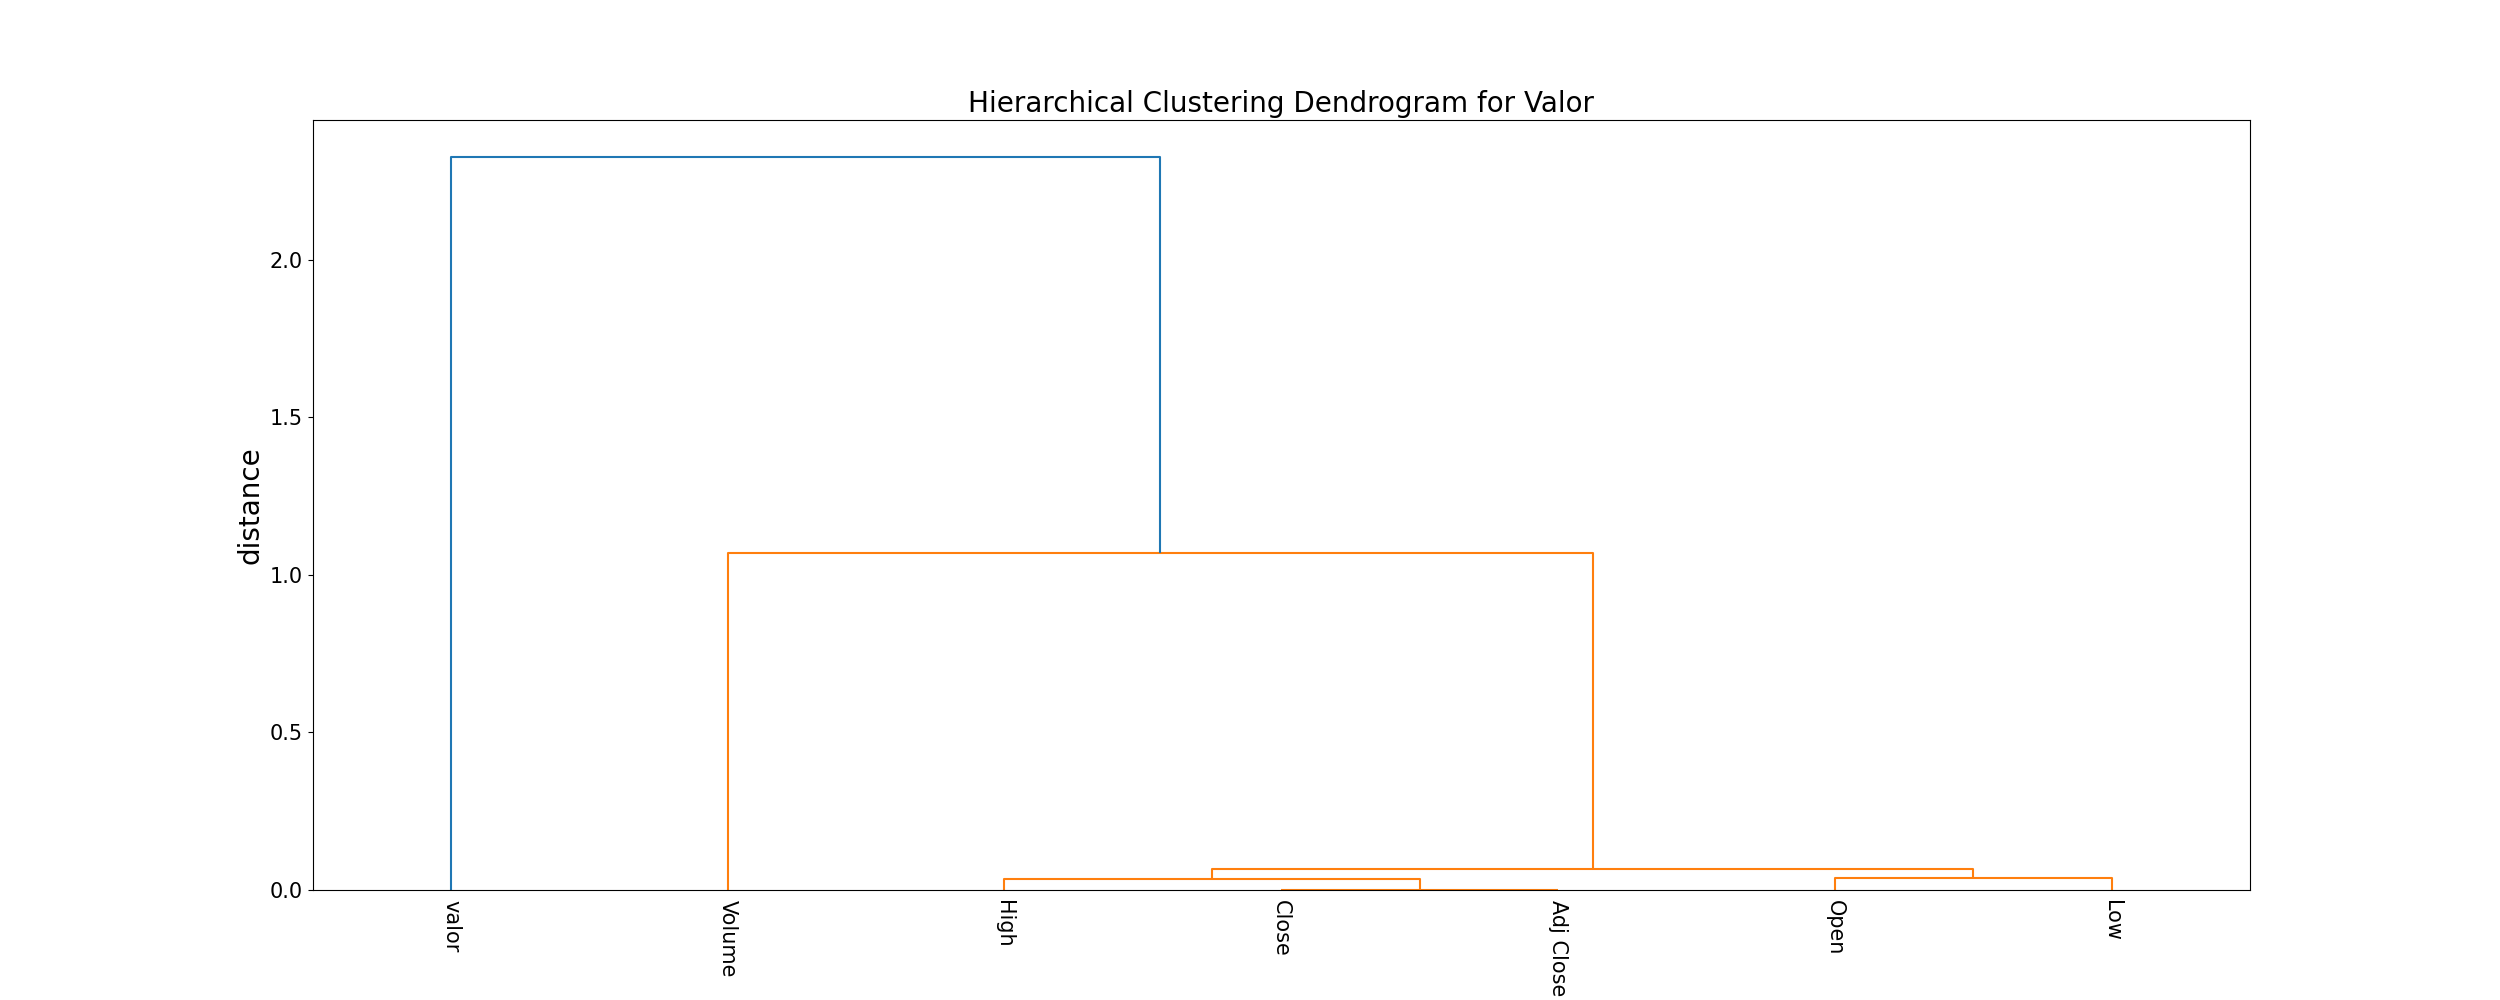 Hierarchical Clustering Dendrogram for Valor
distance
2.0
1.5
1.0
0.5
0.0
valor
Volume
High
Close
Adj Close
Open
Low